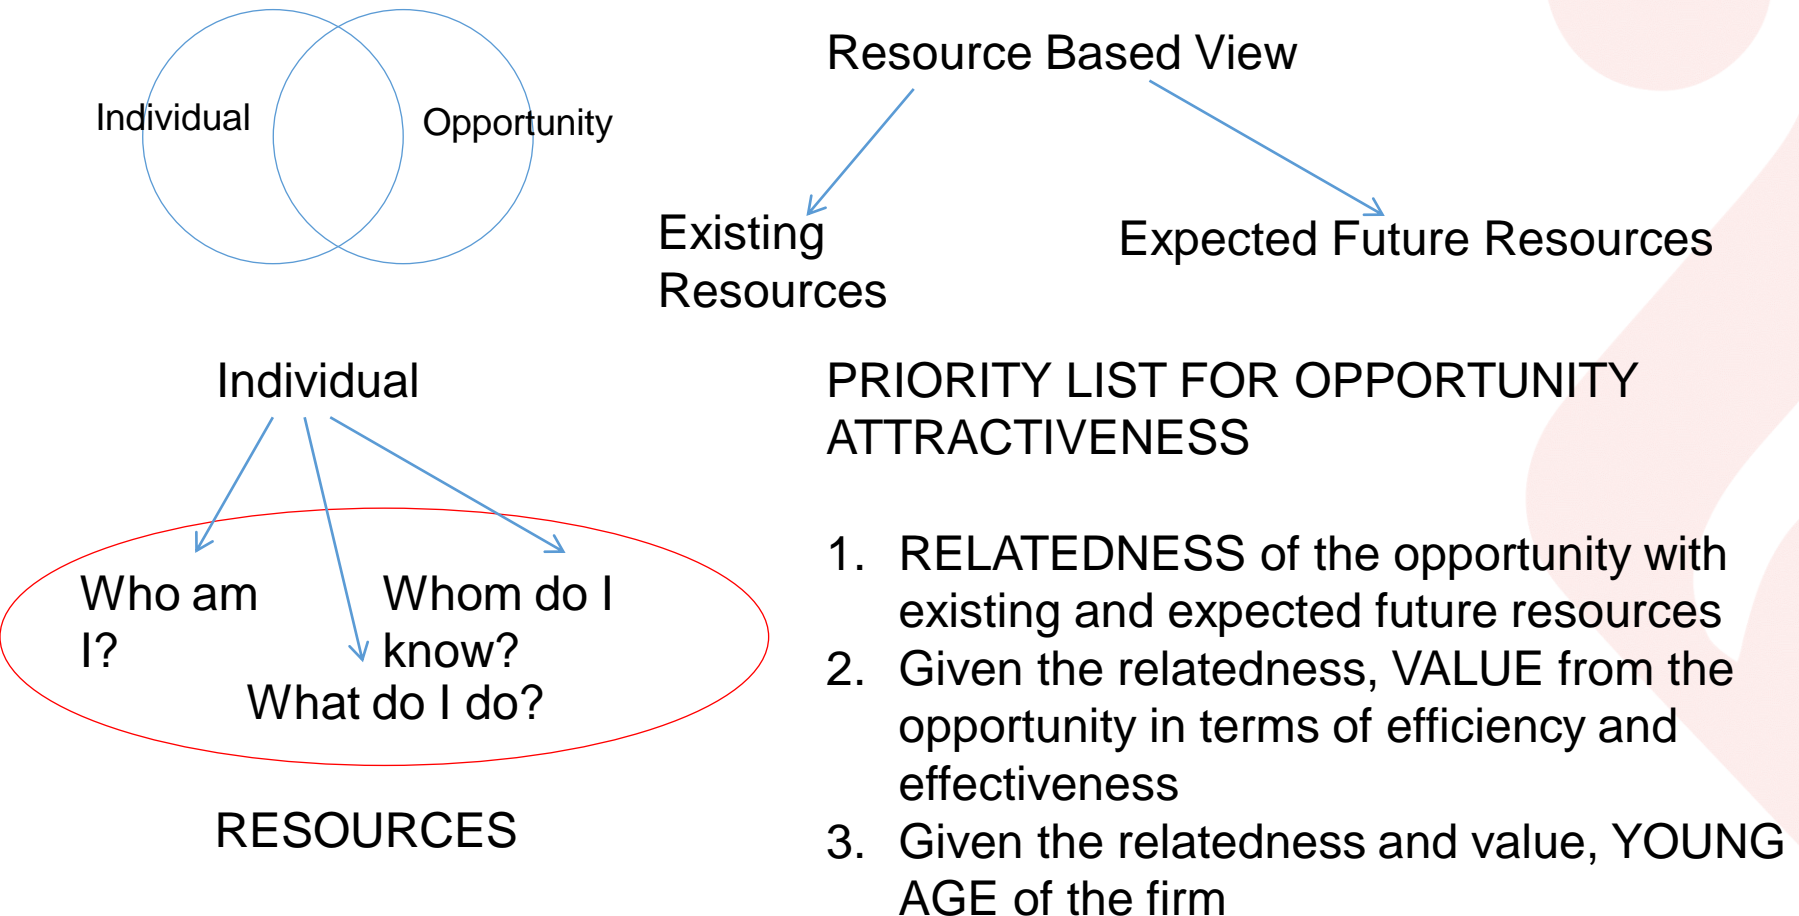 Individual
Opportunity
Resource Based View
Existing
Resources
Expected Future Resources
Individual
Who am
I?
Whom do I
know?
What do I do?
RESOURCES
PRIORITY LIST FOR OPPORTUNITY
ATTRACTIVENESS
1. RELATEDNESS of the opportunity with
existing and expected future resources
2. Given the relatedness, VALUE from the
opportunity in terms of efficiency and
effectiveness
3. Given the relatedness and value, YOUNG
AGE of the firm